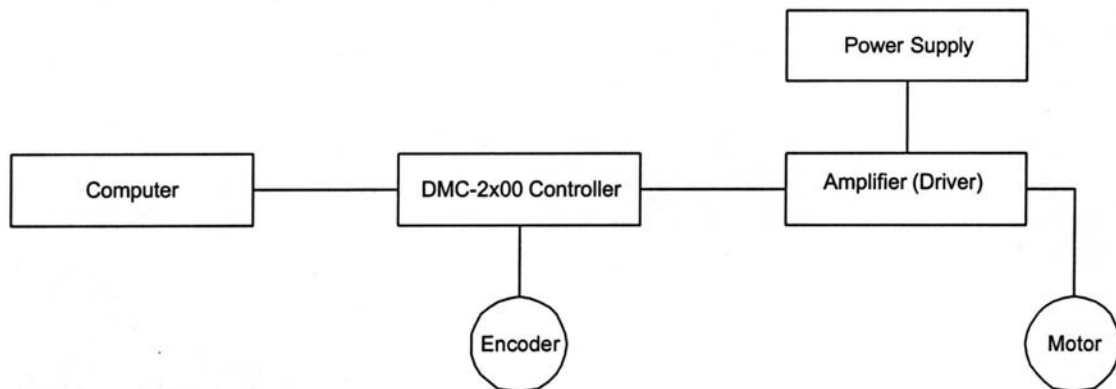 Power Supply
Computer
DMC-2x00 Controller
Amplifier (Driver)
Encoder
Motor